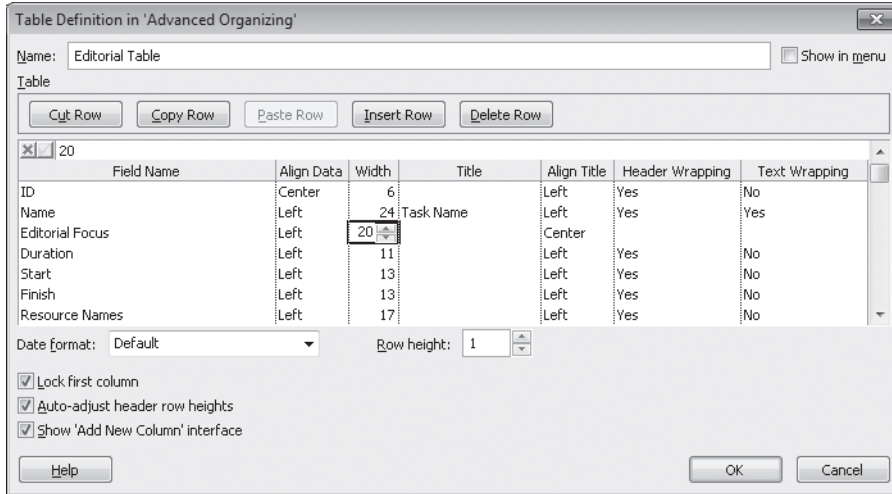 Table Definition in 'Advanced Organizing'
Name: Editorial Table Show in menu
Table
Cut Row Copy Row Paste Row Insert Row Delete Row
20
Field Name Align Data Width Title Align Title Header Wrapping Text Wrapping
ID Center 6 Left Yes No
Name Left 24 Task Name Left Yes Yes
Editorial Focus Left 20 Center
Duration Left 11 Left Yes No
Start Left 13 Left Yes No
Finish Left 13 Left Yes No
Resource Names Left 17 Left Yes No
Date format: Default Row height: 1
Lock first column
Auto-adjust header row heights
Show 'Add New Column' interface
Help OK Cancel